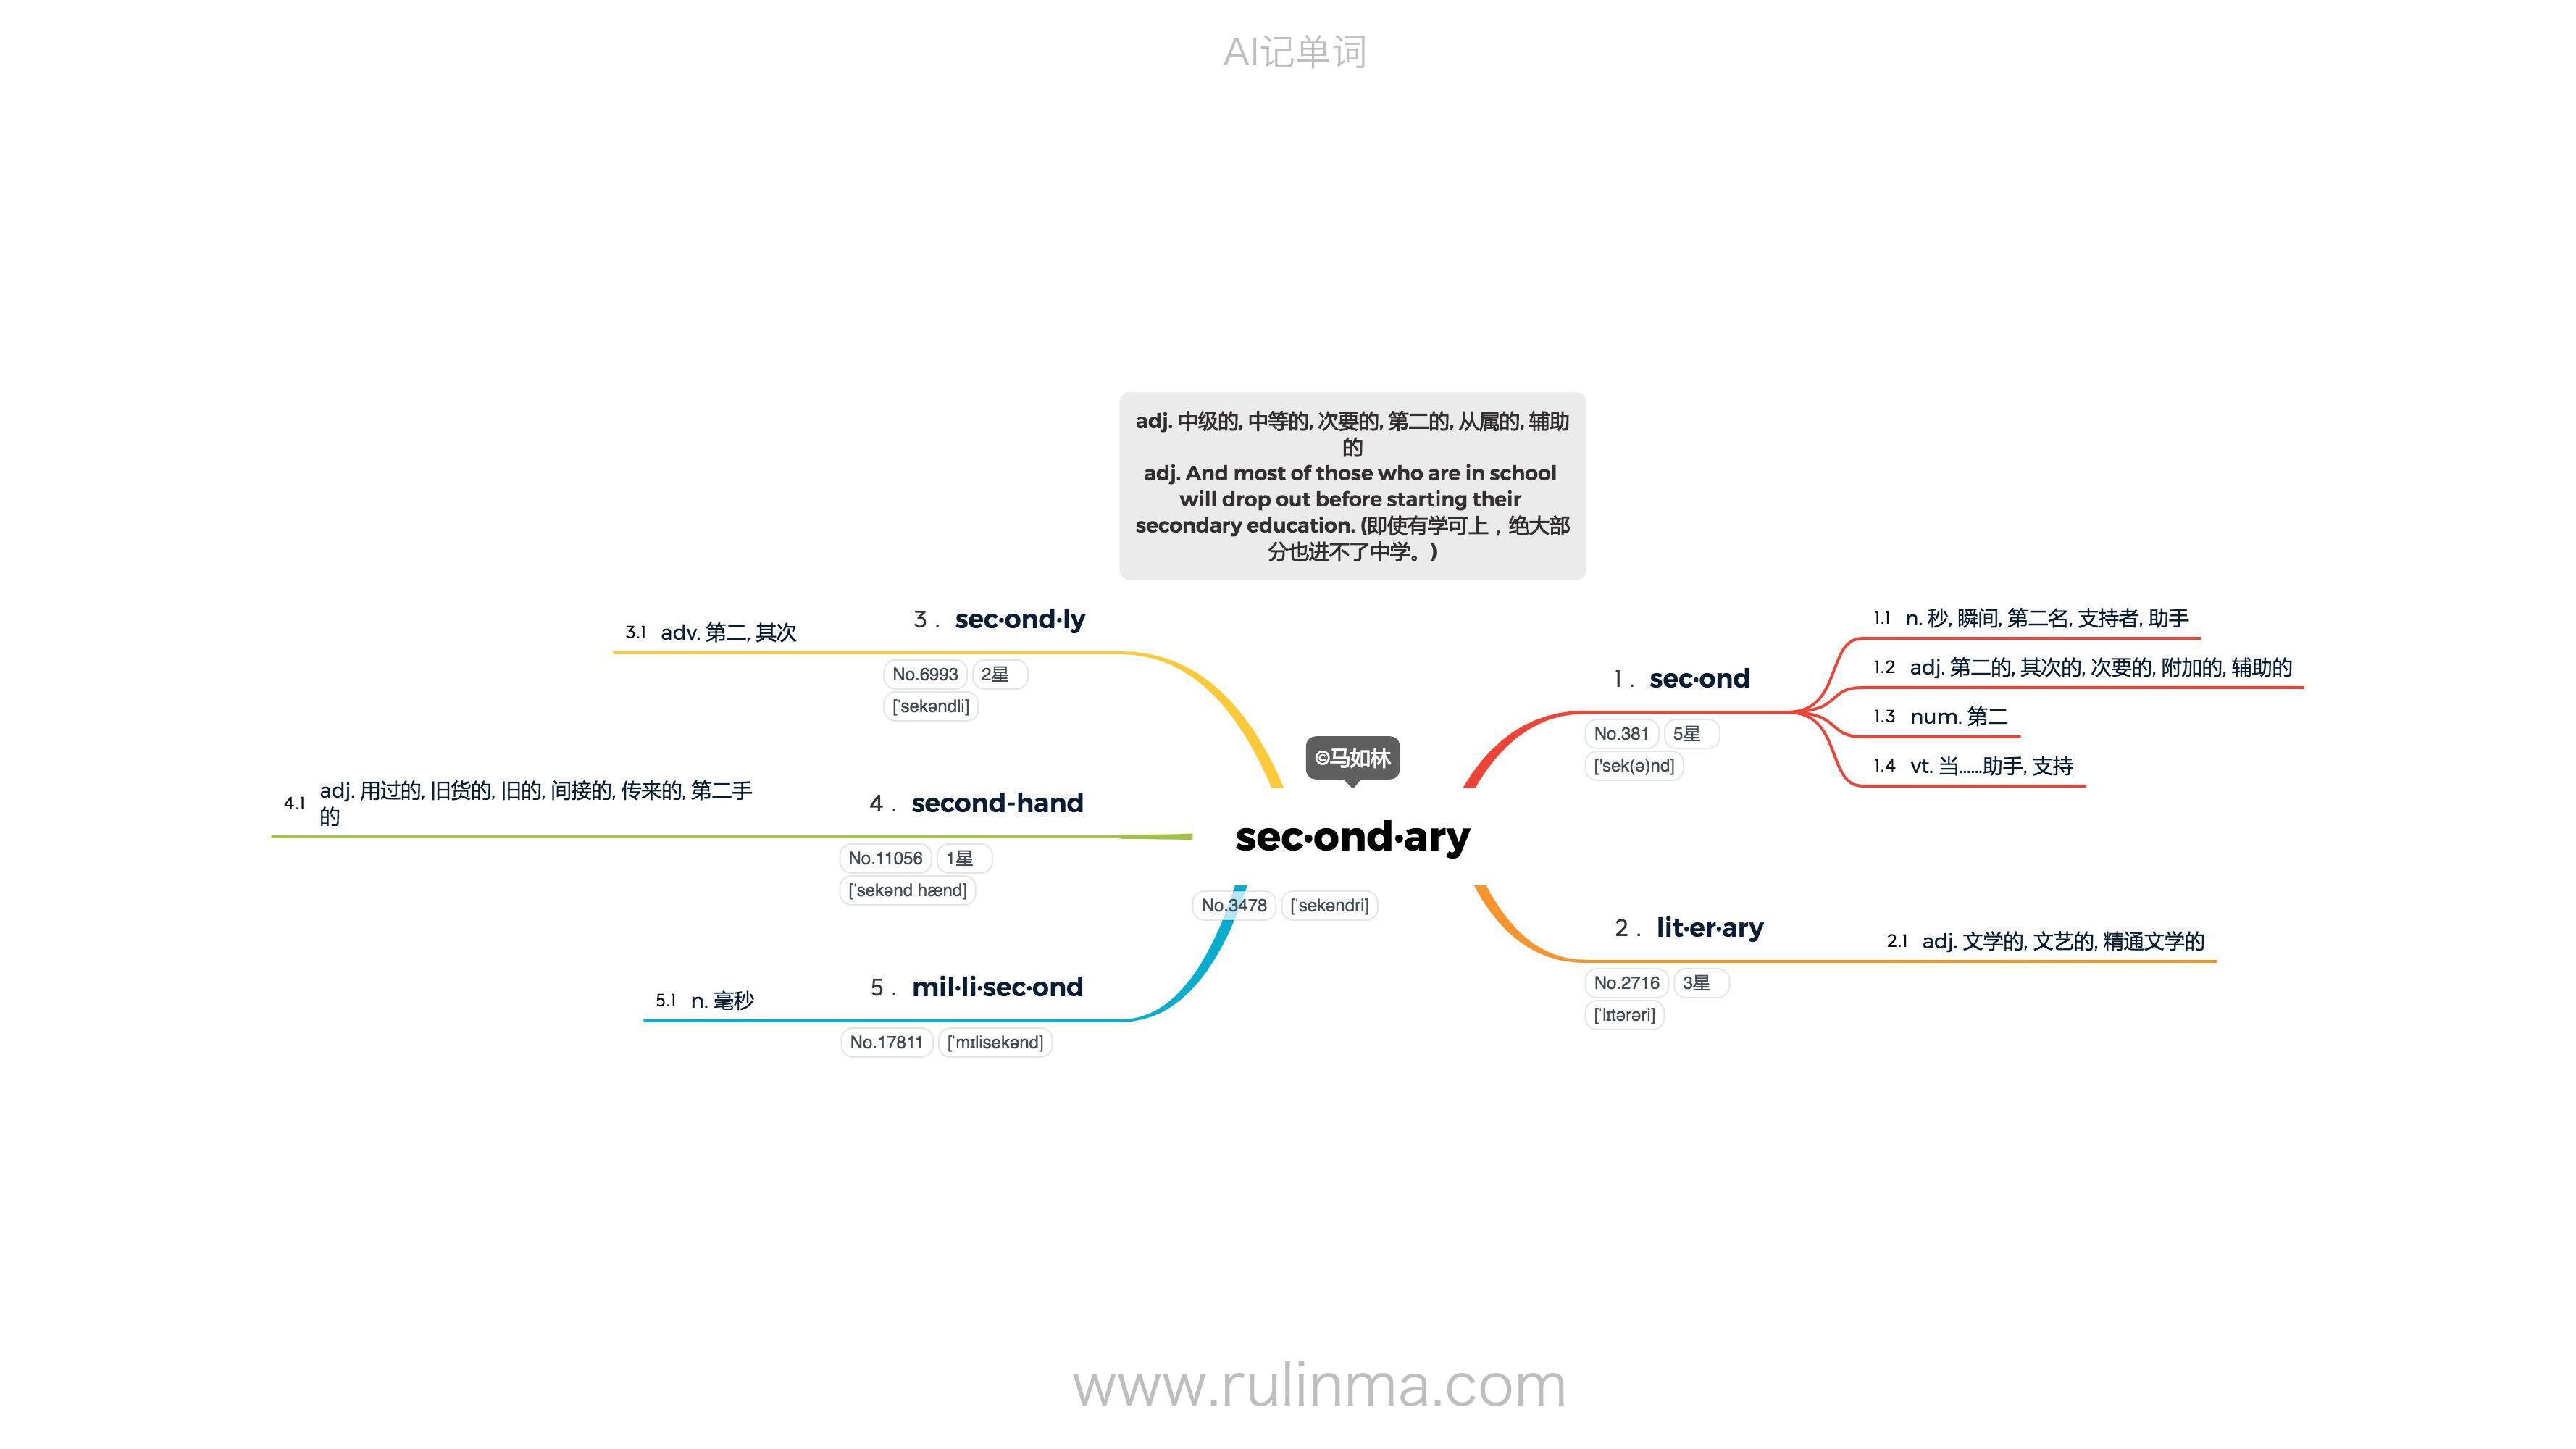 AI记单词
adj. 中级的, 中等的, 次要的, 第二的, 从属的, 辅助
的
adj. And most of those who are in school
will drop out before starting their
secondary education. (即使有学可上，绝大部
分也进不了中学。)
©马如林
sec·ond·ary
No.3478 [ˈsekəndri]
1. sec·ond
No.381 5星
['sek(ə)nd]
1.1 n. 秒, 瞬间, 第二名, 支持者, 助手
1.2 adj. 第二的, 其次的, 次要的, 附加的, 辅助的
1.3 num. 第二
1.4 vt. 当……助手, 支持
2. lit·er·ary
No.2716 3星
[ˈlɪtərəri]
2.1 adj. 文学的, 文艺的, 精通文学的
3. sec·ond·ly
No.6993 2星
[ˈsekəndli]
3.1 adv. 第二, 其次
4. second-hand
No.11056 1星
[ˈsekənd hænd]
4.1 adj. 用过的, 旧货的, 旧的, 间接的, 传来的, 第二手
的
5. mil·li·sec·ond
No.17811 [ˈmɪlisekənd]
5.1 n. 毫秒
www.rulinma.com